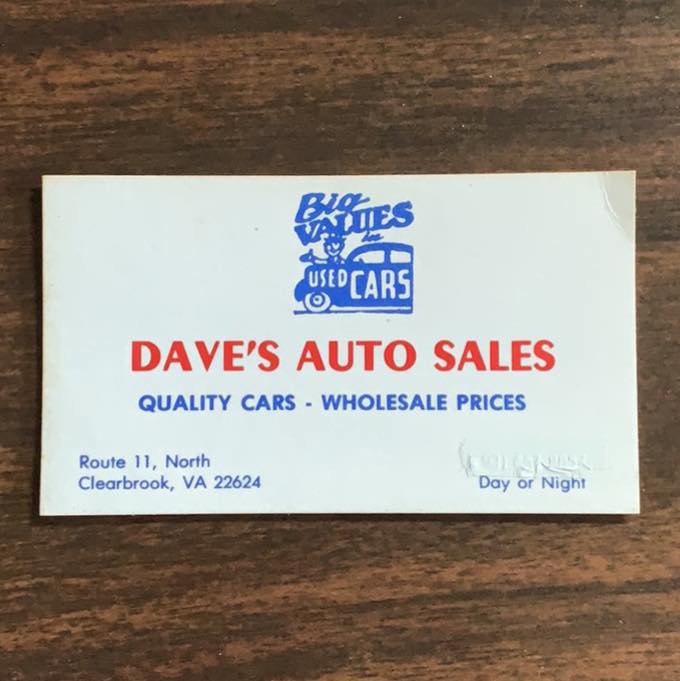 Big
VALUES
in
USED CARS
DAVE'S AUTO SALES
QUALITY CARS - WHOLESALE PRICES
Route 11, North
Clearbrook, VA 22624
Day or Night